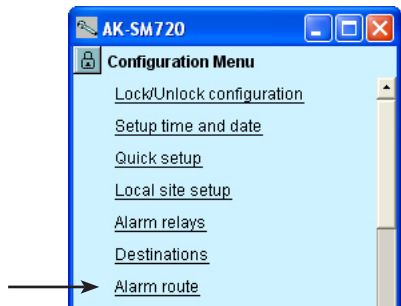 AK-SM720
Configuration Menu
Lock/Unlock configuration
Setup time and date
Quick setup
Local site setup
Alarm relays
Destinations
Alarm route